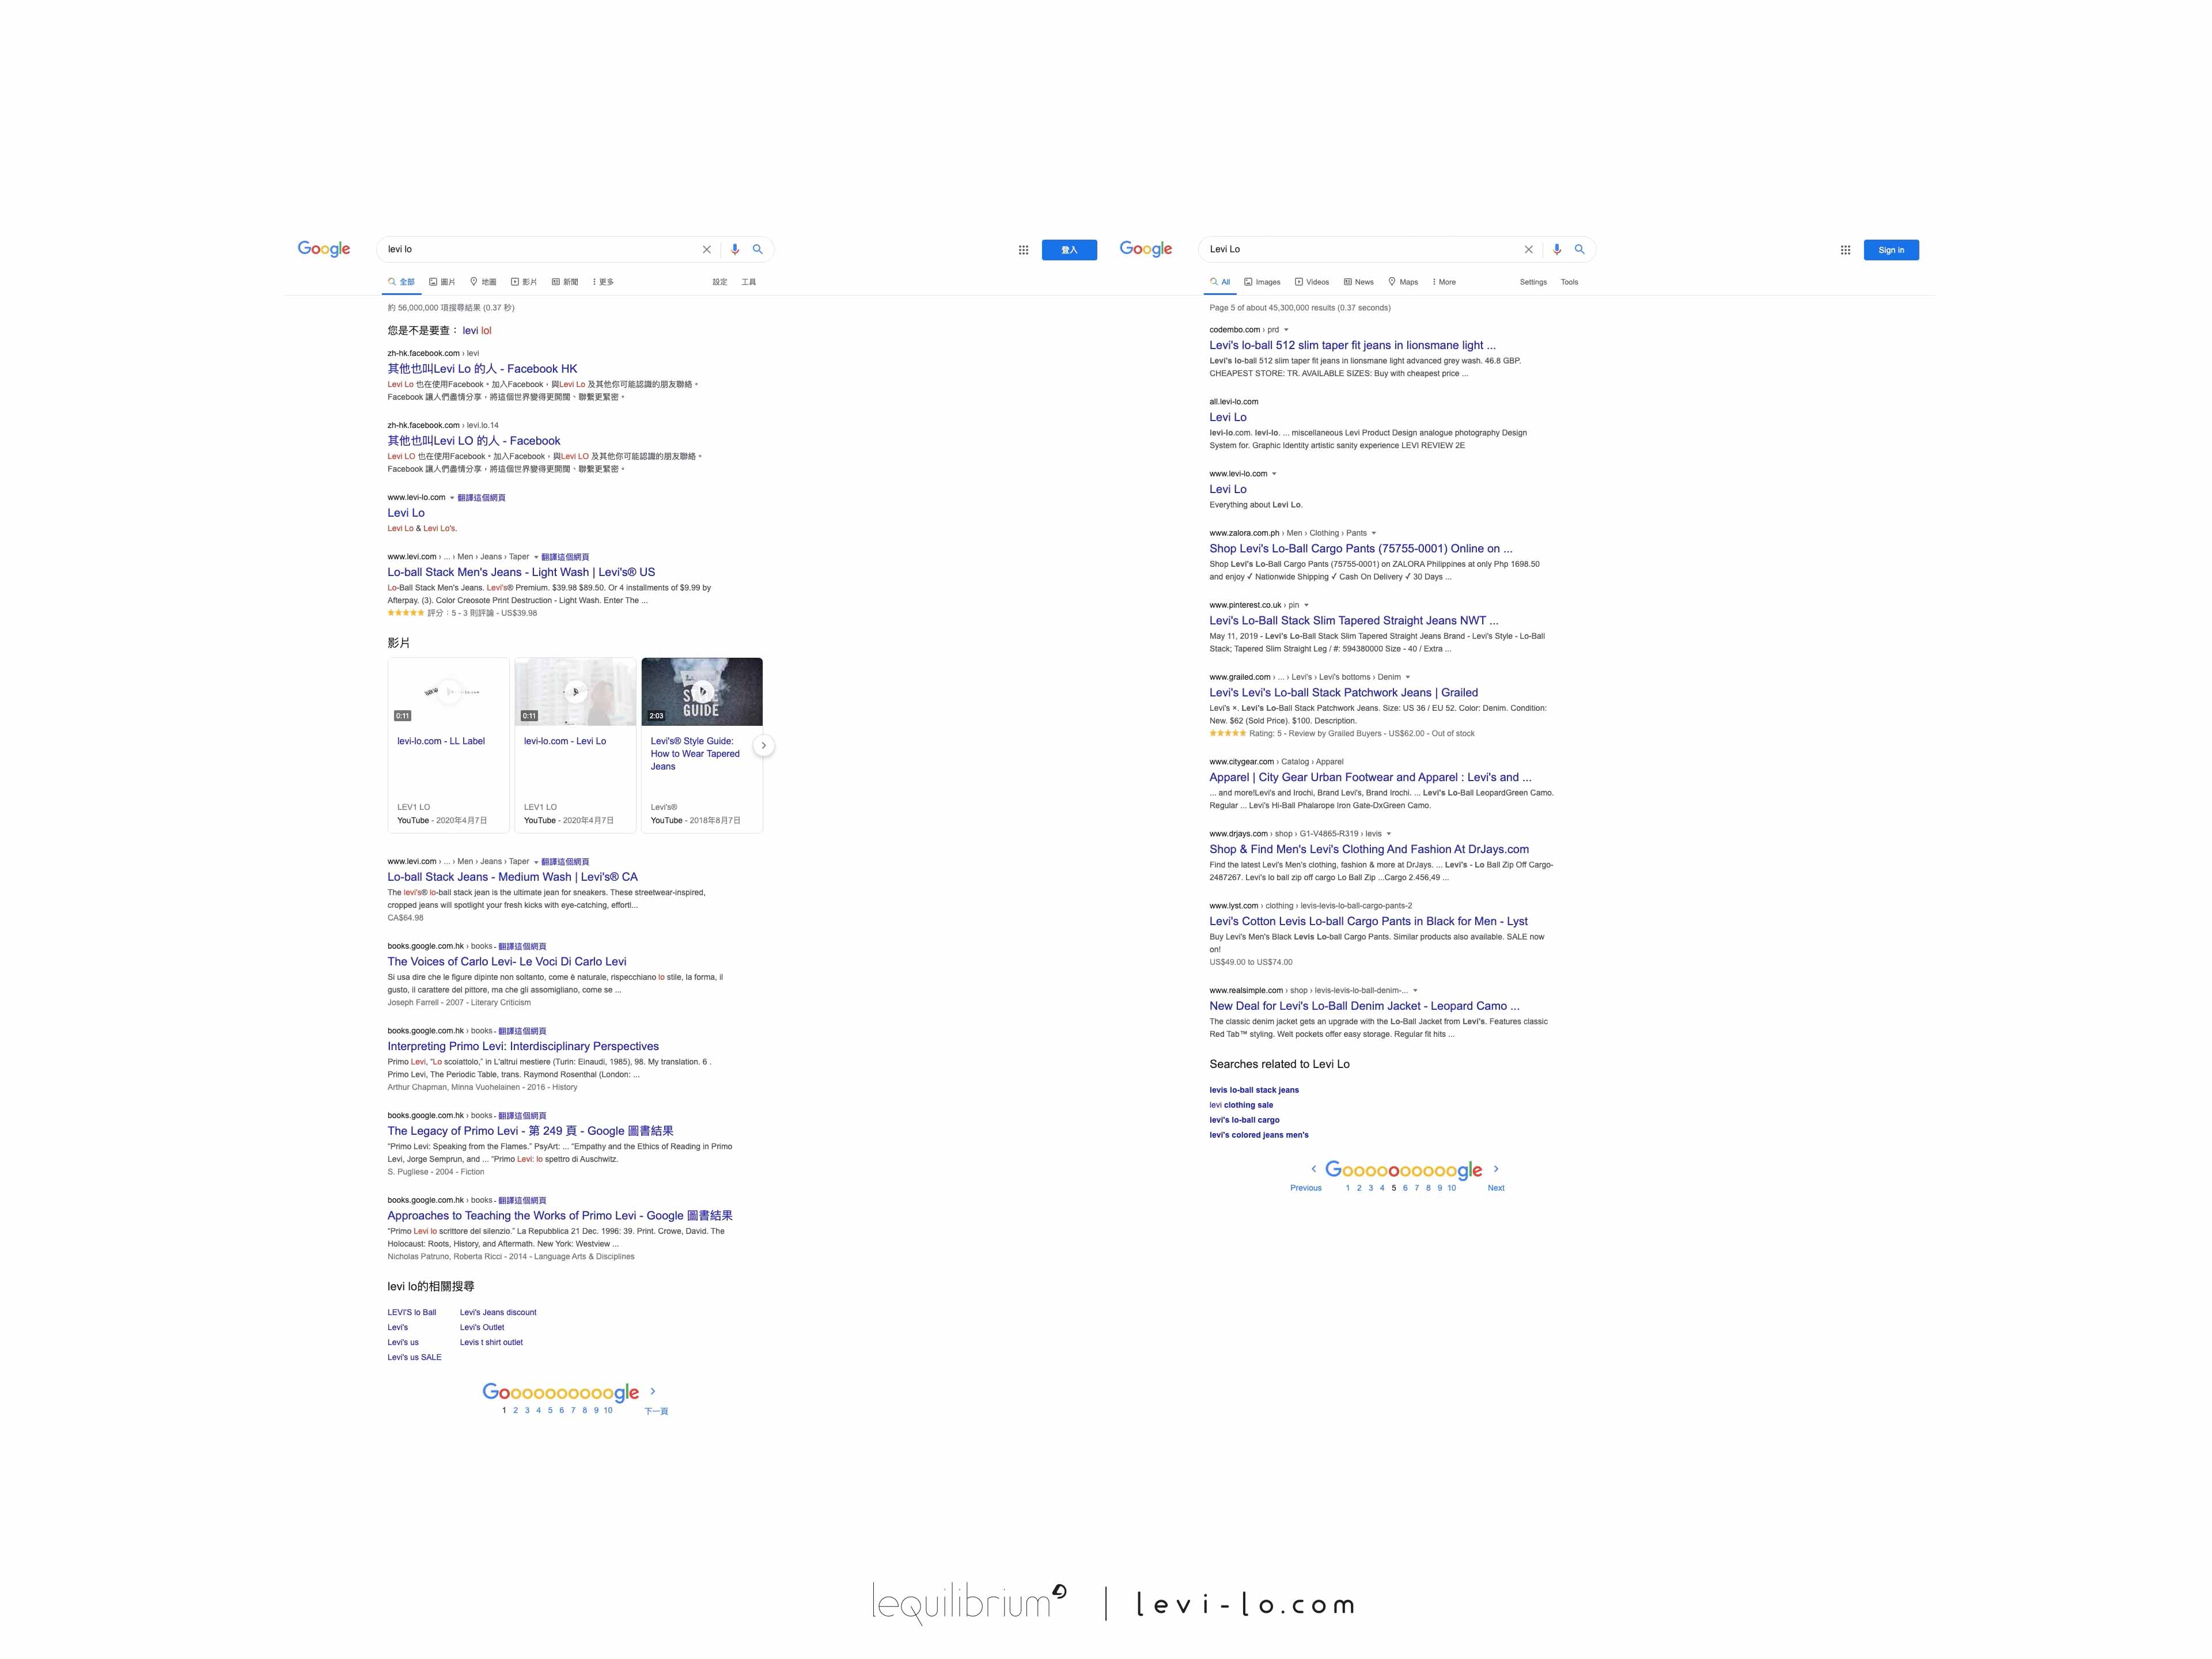 Google
levi lo
登入
全部 圖片 地圖 影片 新聞 更多 設定 工具
約 56,000,000 項搜尋結果 (0.37 秒)
您是不是要查： levi lol
zh-hk.facebook.com › levi
其他也叫Levi Lo 的人 - Facebook HK
Levi Lo 也在使用Facebook。加入Facebook，與Levi Lo 及其他你可能認識的朋友聯絡。
Facebook 讓人們盡情分享，將這個世界變得更開闊、聯繫更緊密。
zh-hk.facebook.com › levi.lo.14
其他也叫Levi LO 的人 - Facebook
Levi LO 也在使用Facebook。加入Facebook，與Levi LO 及其他你可能認識的朋友聯絡。
Facebook 讓人們盡情分享，將這個世界變得更開闊、聯繫更緊密。
www.levi-lo.com 翻譯這個網頁
Levi Lo
Levi Lo & Levi Lo's.
www.levi.com › ... › Men › Jeans › Taper 翻譯這個網頁
Lo-ball Stack Men's Jeans - Light Wash | Levi's® US
Lo-Ball Stack Men's Jeans. Levi's® Premium. $39.98 $89.50. Or 4 installments of $9.99 by
Afterpay. (3). Color Creosote Print Destruction - Light Wash. Enter The ...
★★★★★ 評分：5 - 3 則評論 - US$39.98
影片
0:11
0:11
STYLE
GUIDE
2:03
levi-lo.com - LL Label
LEV1 LO
YouTube - 2020年4月7日
levi-lo.com - Levi Lo
LEV1 LO
YouTube - 2020年4月7日
Levi's® Style Guide:
How to Wear Tapered
Jeans
Levi's®
YouTube - 2018年8月7日
www.levi.com › ... › Men › Jeans › Taper 翻譯這個網頁
Lo-ball Stack Jeans - Medium Wash | Levi's® CA
The levi's® lo-ball stack jean is the ultimate jean for sneakers. These streetwear-inspired,
cropped jeans will spotlight your fresh kicks with eye-catching, effortl...
CA$64.98
books.google.com.hk › books - 翻譯這個網頁
The Voices of Carlo Levi- Le Voci Di Carlo Levi
Si usa dire che le figure dipinte non soltanto, come è naturale, rispecchiano lo stile, la forma, il
gusto, il carattere del pittore, ma che gli assomigliano, come se ...
Joseph Farrell - 2007 - Literary Criticism
books.google.com.hk › books - 翻譯這個網頁
Interpreting Primo Levi: Interdisciplinary Perspectives
Primo Levi, “Lo scoiattolo,” in L'altrui mestiere (Turin: Einaudi, 1985), 98. My translation. 6 .
Primo Levi, The Periodic Table, trans. Raymond Rosenthal (London: ...
Arthur Chapman, Minna Vuohelainen - 2016 - History
books.google.com.hk › books - 翻譯這個網頁
The Legacy of Primo Levi - 第 249 頁 - Google 圖書結果
“Primo Levi: Speaking from the Flames.” PsyArt: ... “Empathy and the Ethics of Reading in Primo
Levi, Jorge Semprun, and ... “Primo Levi: lo spettro di Auschwitz.
S. Pugliese - 2004 - Fiction
books.google.com.hk › books - 翻譯這個網頁
Approaches to Teaching the Works of Primo Levi - Google 圖書結果
“Primo Levi lo scrittore del silenzio.” La Repubblica 21 Dec. 1996: 39. Print. Crowe, David. The
Holocaust: Roots, History, and Aftermath. New York: Westview ...
Nicholas Patruno, Roberta Ricci - 2014 - Language Arts & Disciplines
levi lo的相關搜尋
LEVI'S lo Ball Levi's Jeans discount
Levi's Levi's Outlet
Levi's us Levis t shirt outlet
Levi's us SALE
Goooooooooogle
1 2 3 4 5 6 7 8 9 10 下一頁
Google
Levi Lo
Sign in
All Images Videos News Maps More Settings Tools
Page 5 of about 45,300,000 results (0.37 seconds)
codembo.com › prd
Levi's lo-ball 512 slim taper fit jeans in lionsmane light ...
Levi's lo-ball 512 slim taper fit jeans in lionsmane light advanced grey wash. 46.8 GBP.
CHEAPEST STORE: TR. AVAILABLE SIZES: Buy with cheapest price ...
all.levi-lo.com
Levi Lo
levi-lo.com. levi-lo. ... miscellaneous Levi Product Design analogue photography Design
System for. Graphic Identity artistic sanity experience LEVI REVIEW 2E
www.levi-lo.com
Levi Lo
Everything about Levi Lo.
www.zalora.com.ph › Men › Clothing › Pants
Shop Levi's Lo-Ball Cargo Pants (75755-0001) Online on ...
Shop Levi's Lo-Ball Cargo Pants (75755-0001) on ZALORA Philippines at only Php 1698.50
and enjoy ✓ Nationwide Shipping ✓ Cash On Delivery ✓ 30 Days ...
www.pinterest.co.uk › pin
Levi's Lo-Ball Stack Slim Tapered Straight Jeans NWT ...
May 11, 2019 - Levi's Lo-Ball Stack Slim Tapered Straight Jeans Brand - Levi's Style - Lo-Ball
Stack; Tapered Slim Straight Leg / #: 594380000 Size - 40 / Extra ...
www.grailed.com › ... › Levi's › Levi's bottoms › Denim
Levi's Levi's Lo-ball Stack Patchwork Jeans | Grailed
Levi's ×. Levi's Lo-Ball Stack Patchwork Jeans. Size: US 36 / EU 52. Color: Denim. Condition:
New. $62 (Sold Price). $100. Description.
★★★★★ Rating: 5 - Review by Grailed Buyers - US$62.00 - Out of stock
www.citygear.com › Catalog › Apparel
Apparel | City Gear Urban Footwear and Apparel : Levi's and ...
... and more!Levi's and Irochi, Brand Levi's, Brand Irochi. ... Levi's Lo-Ball LeopardGreen Camo.
Regular ... Levi's Hi-Ball Phalarope Iron Gate-DxGreen Camo.
www.drjays.com › shop › G1-V4865-R319 › levis
Shop & Find Men's Levi's Clothing And Fashion At DrJays.com
Find the latest Levi's Men's clothing, fashion & more at DrJays. ... Levi's - Lo Ball Zip Off Cargo-
2487267. Levi's lo ball zip off cargo Lo Ball Zip ...Cargo 2.456,49 ...
www.lyst.com › clothing › levis-levis-lo-ball-cargo-pants-2
Levi's Cotton Levis Lo-ball Cargo Pants in Black for Men - Lyst
Buy Levi's Men's Black Levis Lo-ball Cargo Pants. Similar products also available. SALE now
on!
US$49.00 to US$74.00
www.realsimple.com › shop › levis-levis-lo-ball-denim-...
New Deal for Levi's Lo-Ball Denim Jacket - Leopard Camo ...
The classic denim jacket gets an upgrade with the Lo-Ball Jacket from Levi's. Features classic
Red Tab™ styling. Welt pockets offer easy storage. Regular fit hits ...
Searches related to Levi Lo
levis lo-ball stack jeans
levi clothing sale
levi's lo-ball cargo
levi's colored jeans men's
Goooooooooogle
Previous 1 2 3 4 5 6 7 8 9 10 Next
lequilibrium | levi-lo.com